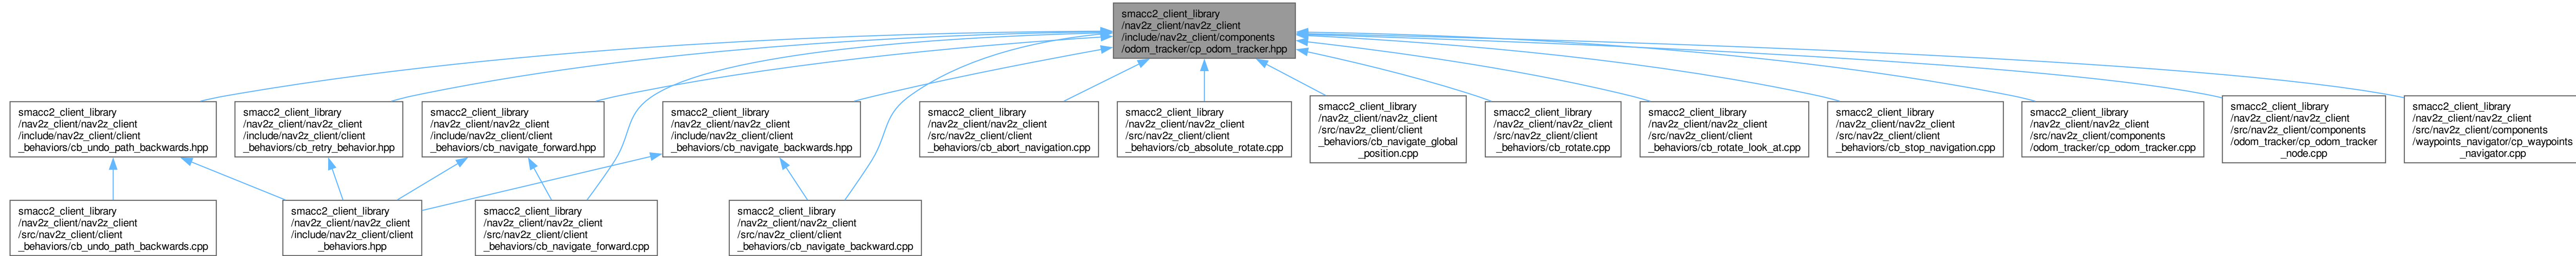 smacc2_client_library
/nav2z_client/nav2z_client
/include/nav2z_client/components
/odom_tracker/cp_odom_tracker.hpp
smacc2_client_library
/nav2z_client/nav2z_client
/include/nav2z_client/client
_behaviors/cb_undo_path_backwards.hpp
smacc2_client_library
/nav2z_client/nav2z_client
/include/nav2z_client/client
_behaviors/cb_retry_behavior.hpp
smacc2_client_library
/nav2z_client/nav2z_client
/include/nav2z_client/client
_behaviors/cb_navigate_forward.hpp
smacc2_client_library
/nav2z_client/nav2z_client
/include/nav2z_client/client
_behaviors/cb_navigate_backwards.hpp
smacc2_client_library
/nav2z_client/nav2z_client
/src/nav2z_client/client
_behaviors/cb_abort_navigation.cpp
smacc2_client_library
/nav2z_client/nav2z_client
/src/nav2z_client/client
_behaviors/cb_absolute_rotate.cpp
smacc2_client_library
/nav2z_client/nav2z_client
/src/nav2z_client/client
_behaviors/cb_navigate_global
_position.cpp
smacc2_client_library
/nav2z_client/nav2z_client
/src/nav2z_client/client
_behaviors/cb_rotate.cpp
smacc2_client_library
/nav2z_client/nav2z_client
/src/nav2z_client/client
_behaviors/cb_rotate_look_at.cpp
smacc2_client_library
/nav2z_client/nav2z_client
/src/nav2z_client/client
_behaviors/cb_stop_navigation.cpp
smacc2_client_library
/nav2z_client/nav2z_client
/src/nav2z_client/components
/odom_tracker/cp_odom_tracker.cpp
smacc2_client_library
/nav2z_client/nav2z_client
/src/nav2z_client/components
/odom_tracker/cp_odom_tracker
_node.cpp
smacc2_client_library
/nav2z_client/nav2z_client
/src/nav2z_client/components
/waypoints_navigator/cp_waypoints
_navigator.cpp
smacc2_client_library
/nav2z_client/nav2z_client
/src/nav2z_client/client
_behaviors/cb_undo_path_backwards.cpp
smacc2_client_library
/nav2z_client/nav2z_client
/include/nav2z_client/client
_behaviors.hpp
smacc2_client_library
/nav2z_client/nav2z_client
/src/nav2z_client/client
_behaviors/cb_navigate_forward.cpp
smacc2_client_library
/nav2z_client/nav2z_client
/src/nav2z_client/client
_behaviors/cb_navigate_backward.cpp